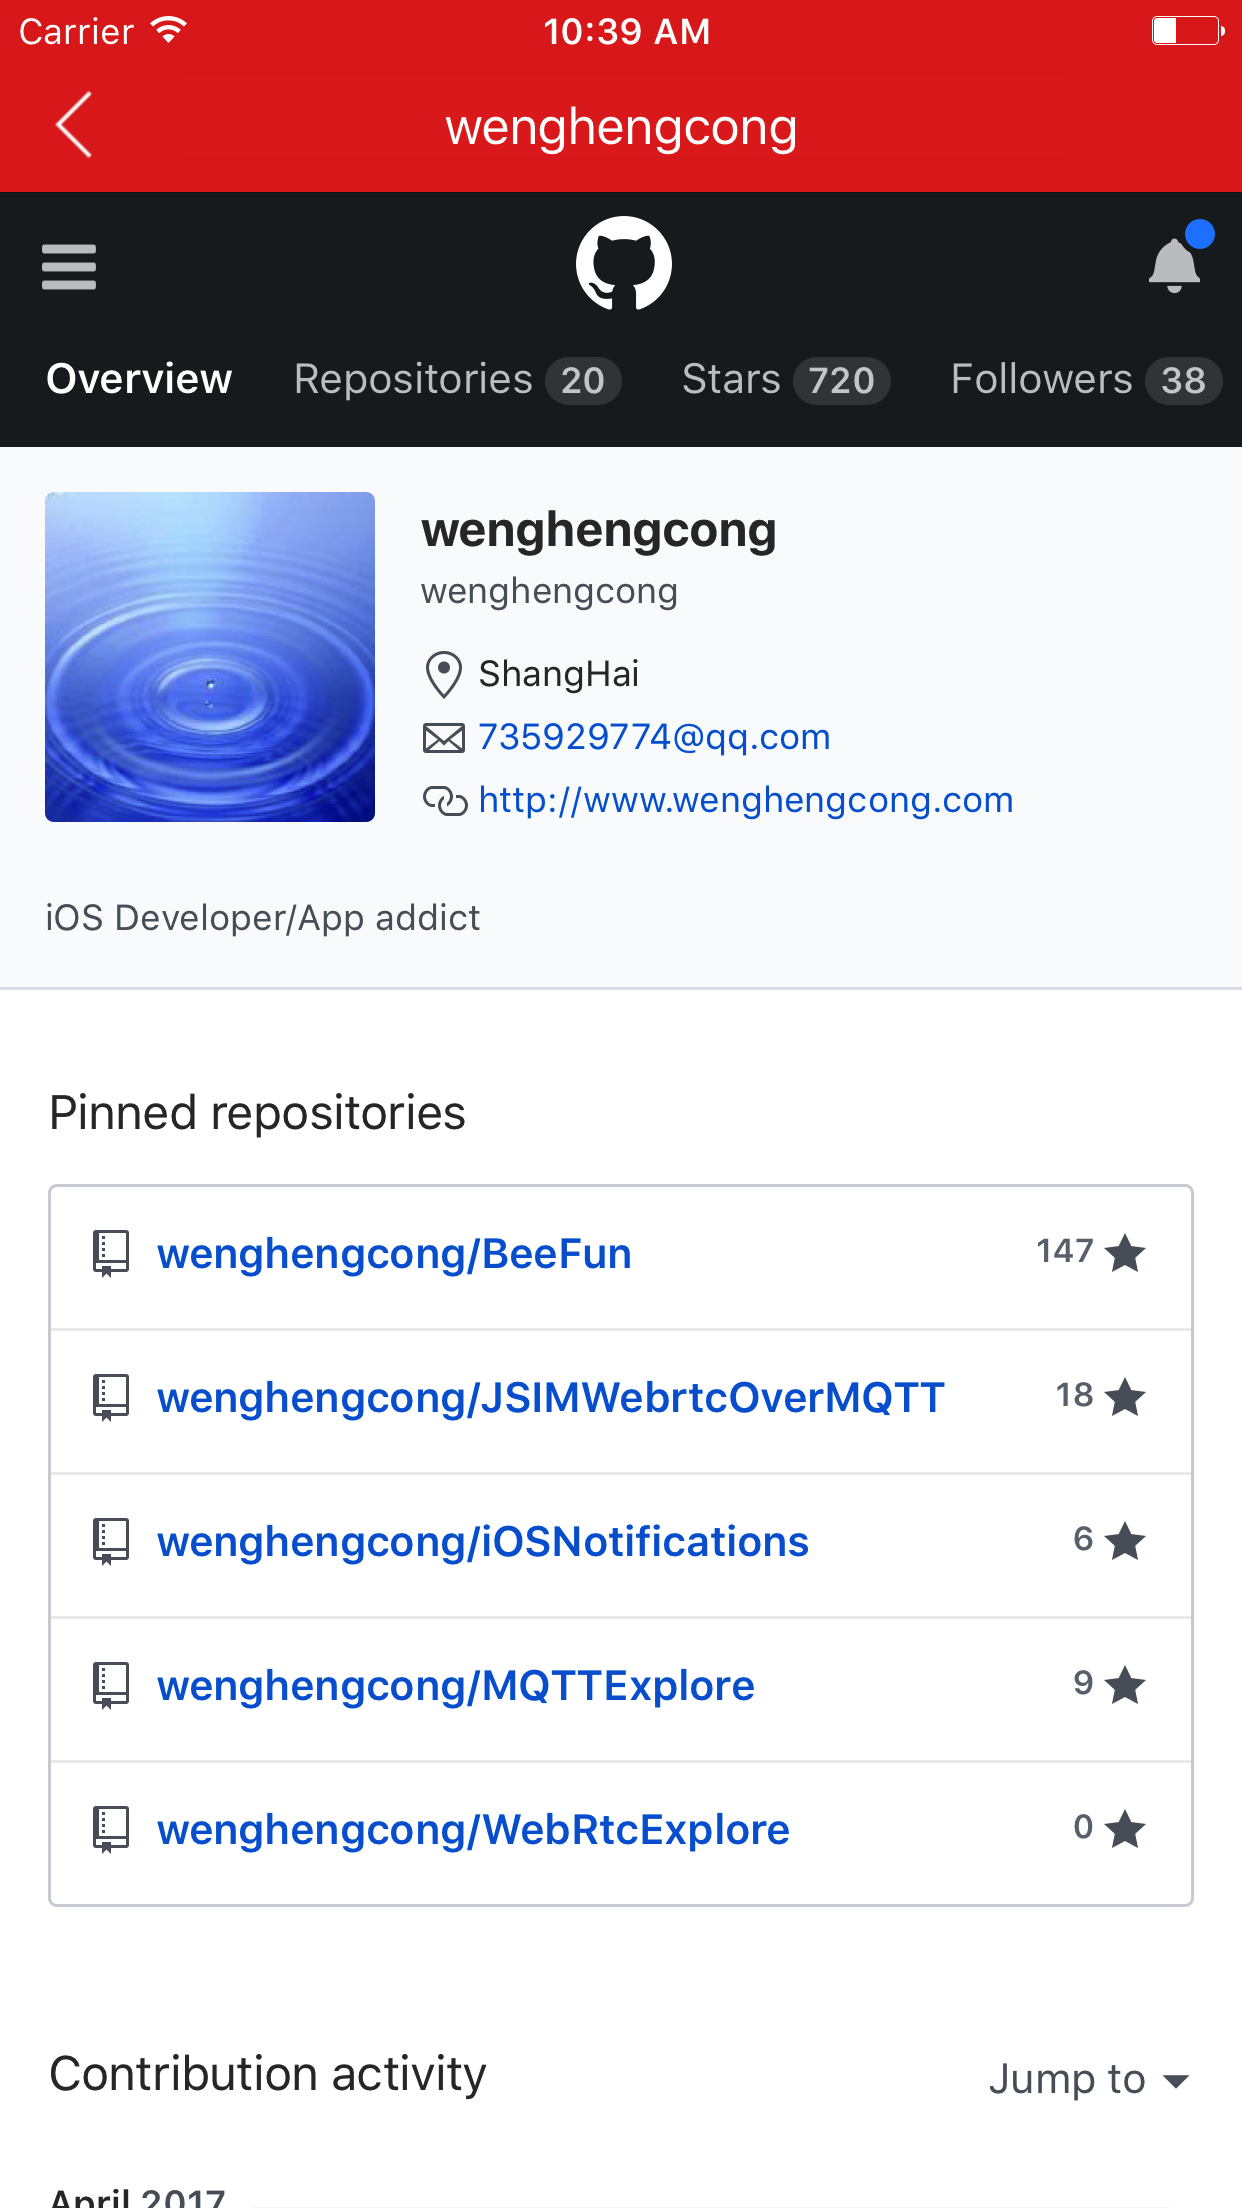 Carrier 10:39 AM
wenghengcong
Overview Repositories 20 Stars 720 Followers 38
wenghengcong
wenghengcong
ShangHai
735929774@qq.com
http://www.wenghengcong.com
iOS Developer/App addict
Pinned repositories
wenghengcong/BeeFun 147
wenghengcong/JSIMWebrtcOverMQTT 18
wenghengcong/iOSNotifications 6
wenghengcong/MQTTExplore 9
wenghengcong/WebRtcExplore 0
Contribution activity Jump to
April 2017